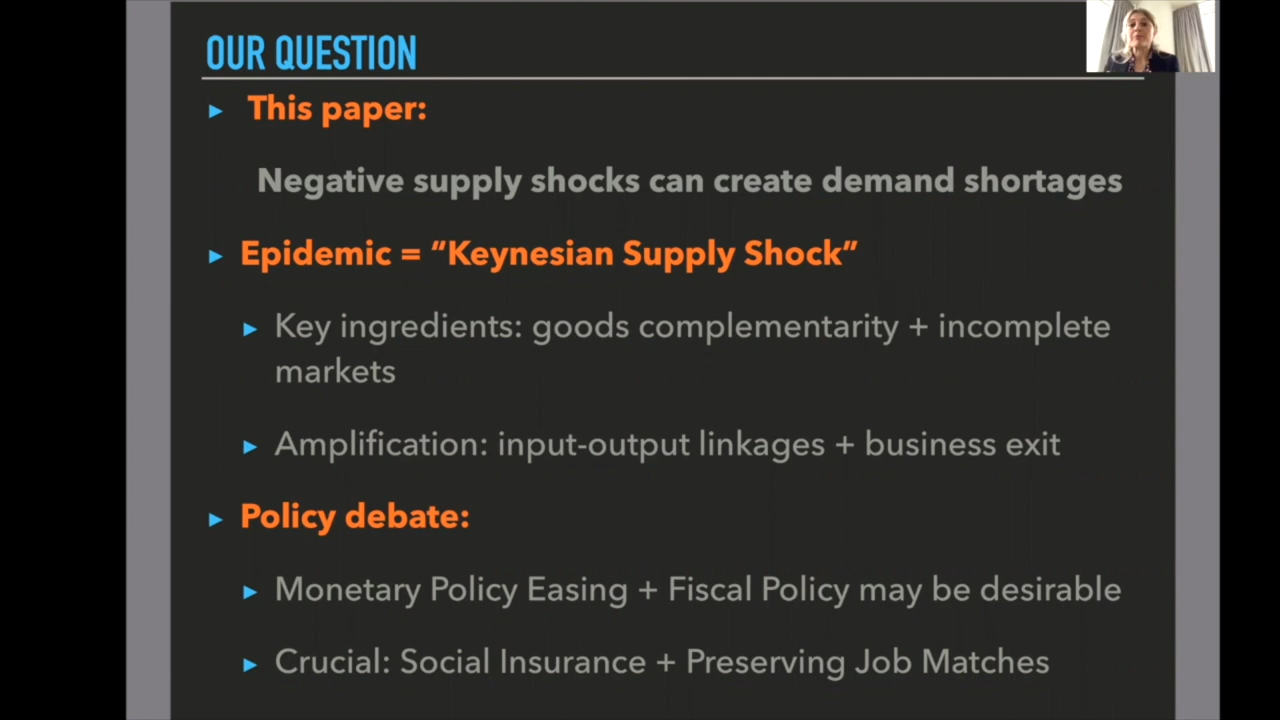 OUR QUESTION
This paper:
Negative supply shocks can create demand shortages
Epidemic = “Keynesian Supply Shock”
Key ingredients: goods complementarity + incomplete
markets
Amplification: input-output linkages + business exit
Policy debate:
Monetary Policy Easing + Fiscal Policy may be desirable
Crucial: Social Insurance + Preserving Job Matches